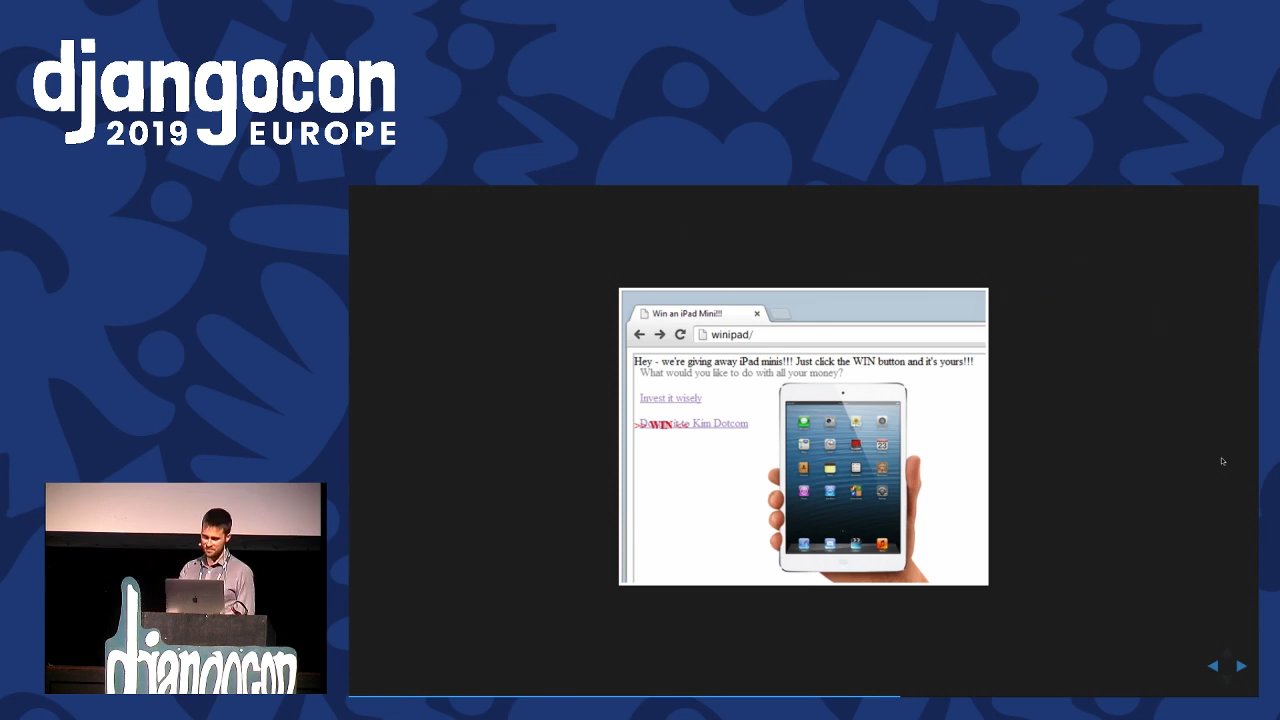 djangocon
2019 EUROPE
Win an iPad Mini!!!
winipad/
Hey - we're giving away iPad minis!!! Just click the WIN button and it's yours!!!
What would you like to do with all your money?
Invest it wisely
Kim Dotcom
WIN
23
djangocon